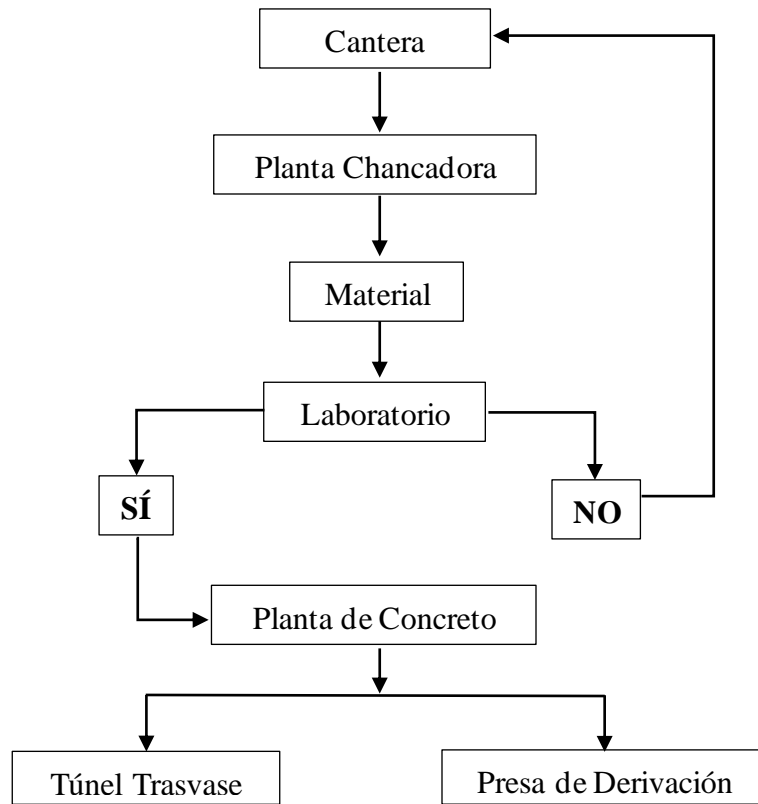 Cantera
Planta Chancadora
Material
Laboratorio
SÍ
NO
Planta de Concreto
Túnel Trasvase
Presa de Derivación